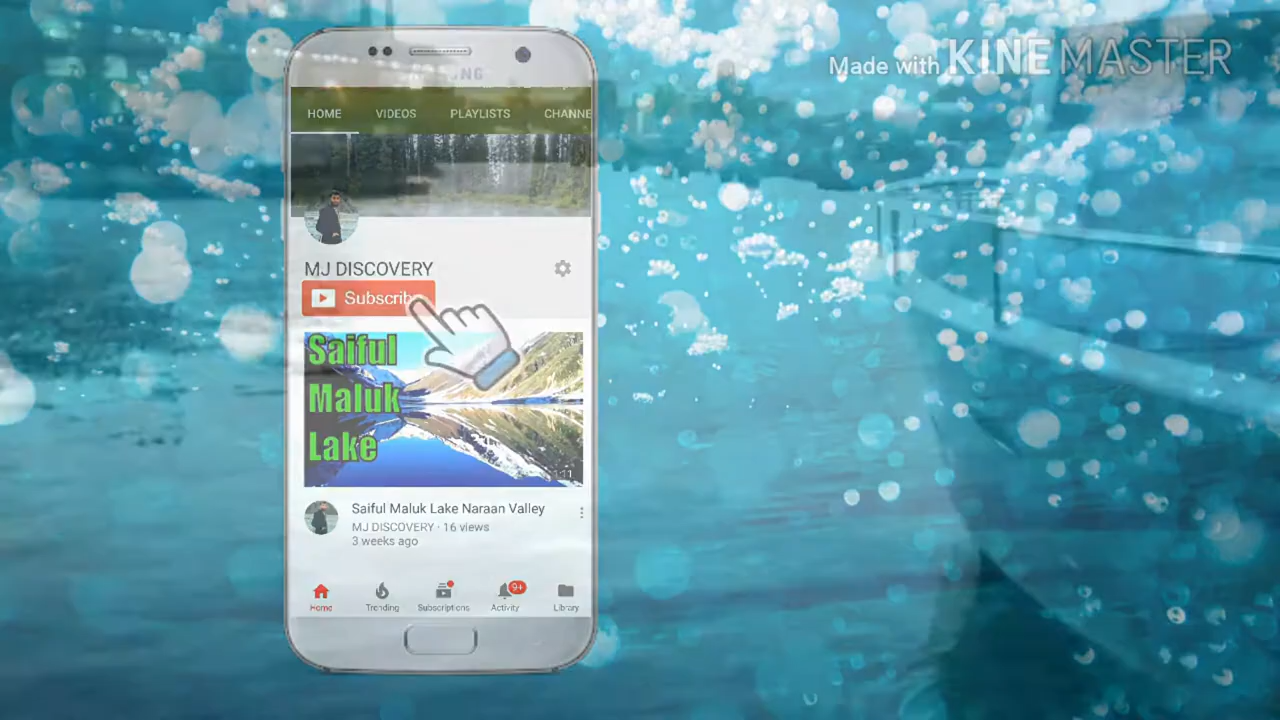 Made with KINEMASTER
HOME VIDEOS PLAYLISTS CHANNE
MJ DISCOVERY
Subscribe
Saiful
Maluk
Lake
Saiful Maluk Lake Naraan Valley
MJ DISCOVERY · 16 views
3 weeks ago
9+
Home Trending Subscriptions Activity Library